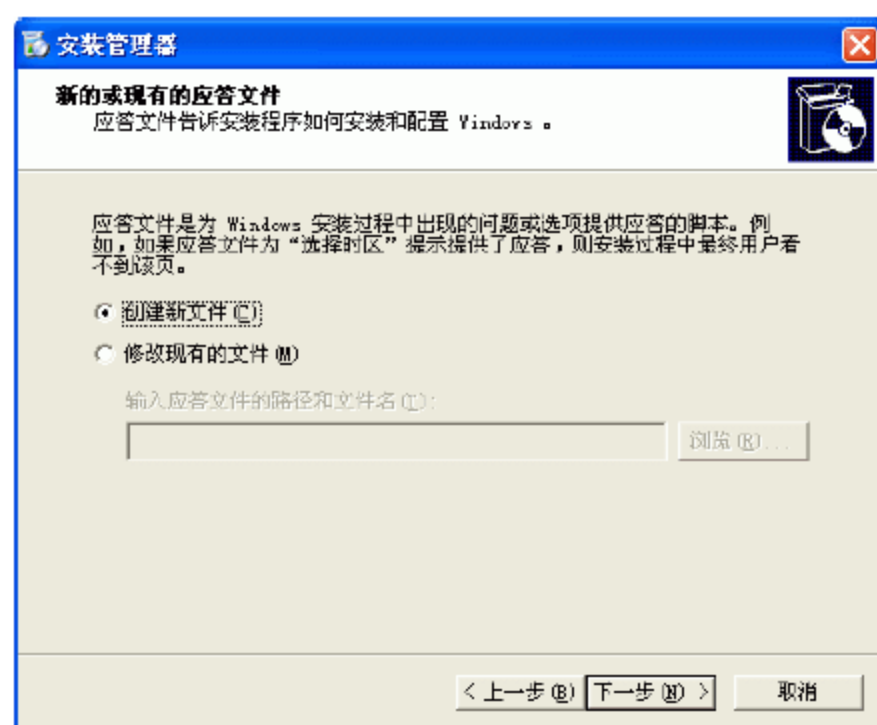 安装管理器
新的或现有的应答文件
应答文件告诉安装程序如何安装和配置 Windows 。
应答文件是为 Windows 安装过程中出现的问题或选项提供应答的脚本。例
如，如果应答文件为“选择时区”提示提供了应答，则安装过程中最终用户看
不到该页。
创建新文件(C)
修改现有的文件(M)
输入应答文件的路径和文件名(T):
浏览(R)...
< 上一步(B)
下一步(N) >
取消